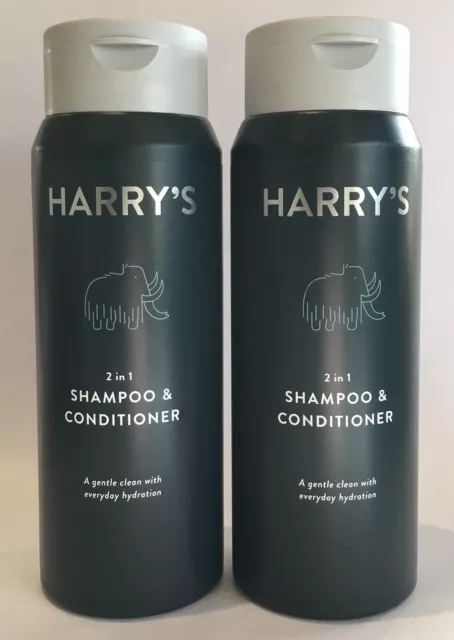 HARRY'S
2 in 1
SHAMPOO &
CONDITIONER
A gentle clean with
everyday hydration
HARRY'S
2 in 1
SHAMPOO &
CONDITIONER
A gentle clean with
everyday hydration